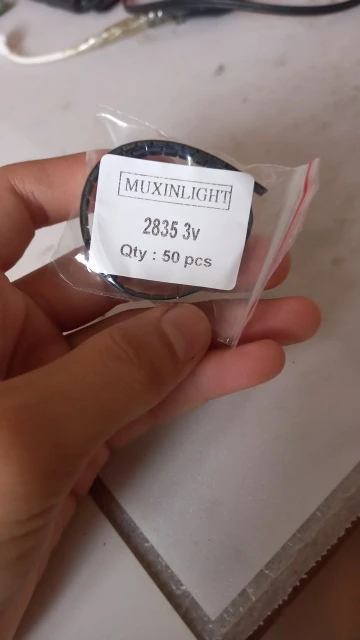 MUXINLIGHT
2835 3v
Qty : 50 pcs